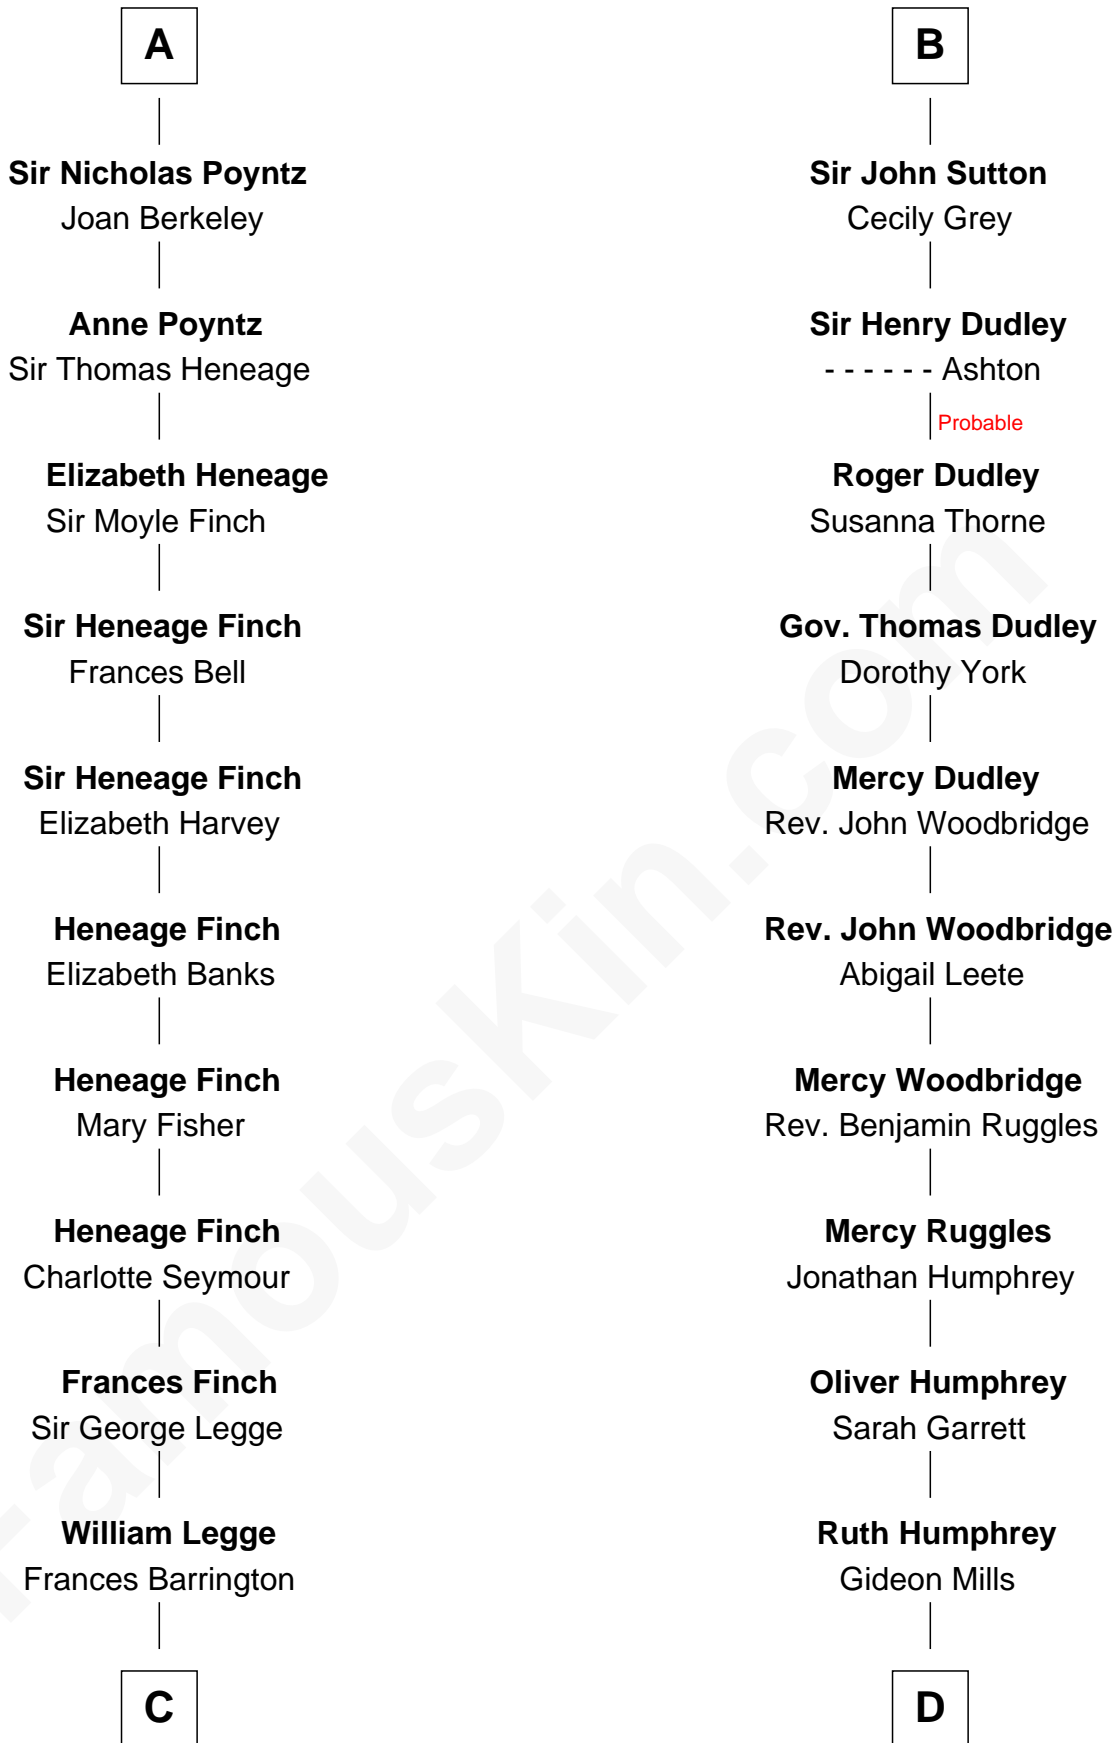 A
Sir Nicholas Poyntz
Joan Berkeley
Anne Poyntz
Sir Thomas Heneage
Elizabeth Heneage
Sir Moyle Finch
Sir Heneage Finch
Frances Bell
Sir Heneage Finch
Elizabeth Harvey
Heneage Finch
Elizabeth Banks
Heneage Finch
Mary Fisher
Heneage Finch
Charlotte Seymour
Frances Finch
Sir George Legge
William Legge
Frances Barrington
C
B
Sir John Sutton
Cecily Grey
Sir Henry Dudley
- - - - - - Ashton
Probable
Roger Dudley
Susanna Thorne
Gov. Thomas Dudley
Dorothy York
Mercy Dudley
Rev. John Woodbridge
Rev. John Woodbridge
Abigail Leete
Mercy Woodbridge
Rev. Benjamin Ruggles
Mercy Ruggles
Jonathan Humphrey
Oliver Humphrey
Sarah Garrett
Ruth Humphrey
Gideon Mills
D
FamousKin.com